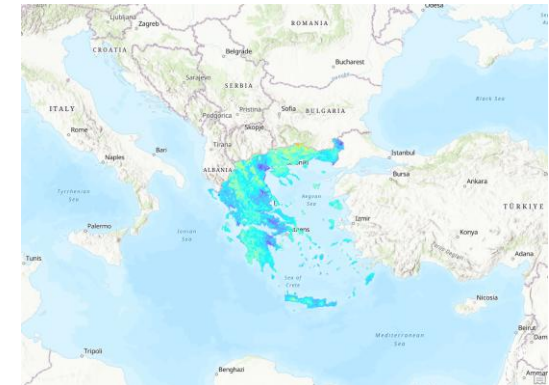 Odesa
Ljubljana
Zagreb
ROMANIA
CROATIA
Belgrade
Bucharest
Sarajevo
SERBIA
ITALY
Pristina
Sofia
BULGARIA
Podgorica
Black Sea
Skopje
Rome
Tirana
Istanbul
Naples
Bari
ALBANIA
Bursa
Ankara
Tyrrhenian
Sea
Aegean
Sea
TÜRKIYE
Izmir
Palermo
Ionian
Sea
Konya
Adana
Tunis
Sea of
Crete
Nicosia
Mediterranean
Sea
Beirut
Tripoli
Benghazi
Amman